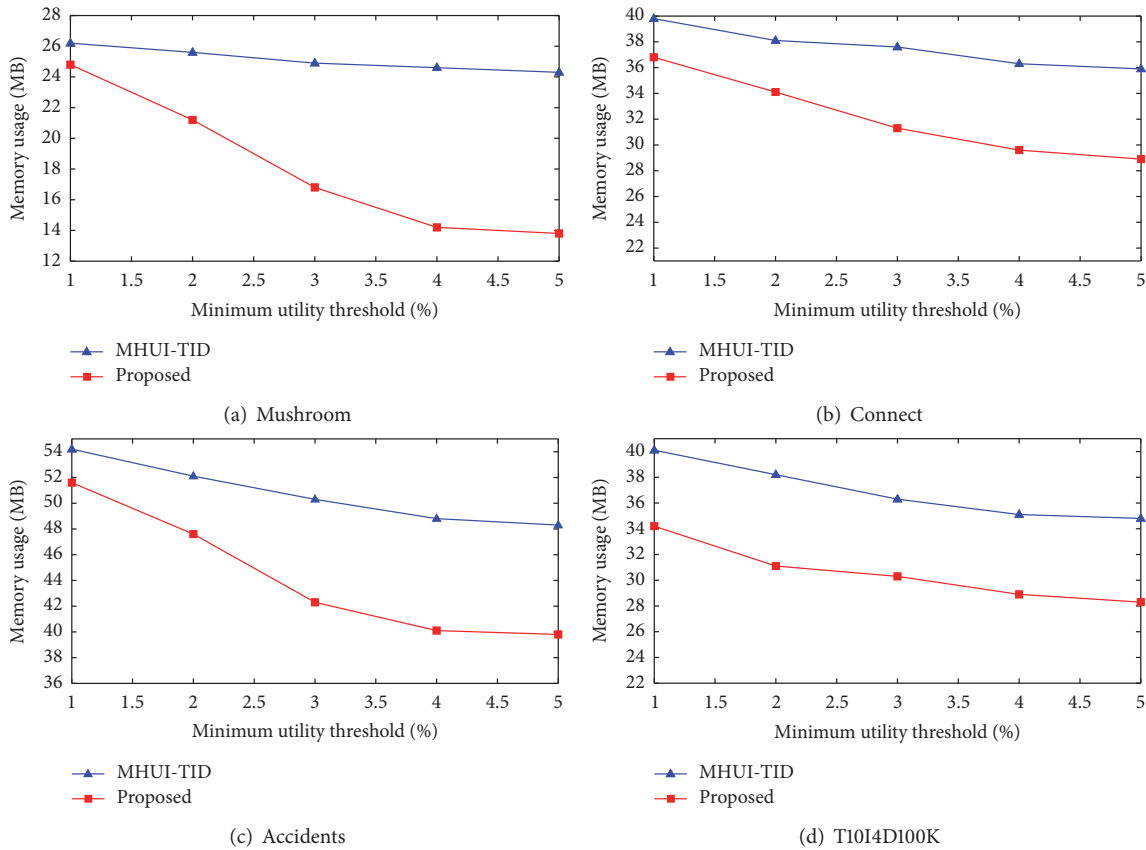 28
26
24
22
20
18
16
14
12
Memory usage (MB)
1 1.5 2 2.5 3 3.5 4 4.5 5
Minimum utility threshold (%)
MHUI-TID
Proposed
(a) Mushroom
40
38
36
34
32
30
28
26
24
22
Memory usage (MB)
1 1.5 2 2.5 3 3.5 4 4.5 5
Minimum utility threshold (%)
MHUI-TID
Proposed
(b) Connect
54
52
50
48
46
44
42
40
38
36
Memory usage (MB)
1 1.5 2 2.5 3 3.5 4 4.5 5
Minimum utility threshold (%)
MHUI-TID
Proposed
(c) Accidents
40
38
36
34
32
30
28
26
24
22
Memory usage (MB)
1 1.5 2 2.5 3 3.5 4 4.5 5
Minimum utility threshold (%)
MHUI-TID
Proposed
(d) T10I4D100K